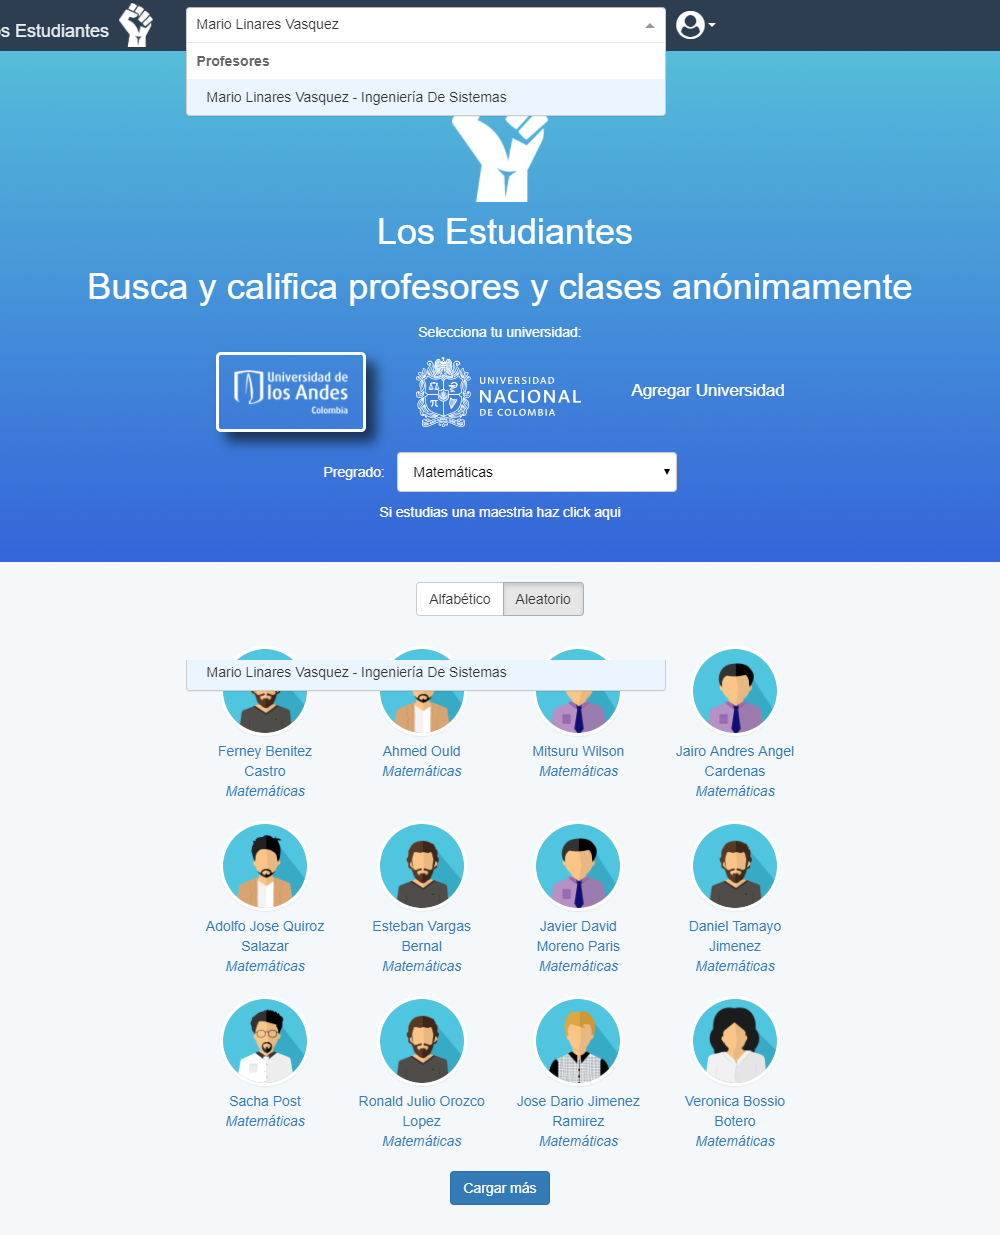 s Estudiantes
Mario Linares Vasquez
Profesores
Mario Linares Vasquez - Ingeniería De Sistemas
Los Estudiantes
Busca y califica profesores y clases anónimamente
Selecciona tu universidad:
Universidad de
los Andes
Colombia
UNIVERSIDAD
NACIONAL
DE COLOMBIA
Agregar Universidad
Pregrado:
Matemáticas
Si estudias una maestria haz click aqui
Alfabético
Aleatorio
Mario Linares Vasquez - Ingeniería De Sistemas
Ferney Benitez
Castro
Matemáticas
Ahmed Ould
Matemáticas
Mitsuru Wilson
Matemáticas
Jairo Andres Angel
Cardenas
Matemáticas
Adolfo Jose Quiroz
Salazar
Matemáticas
Esteban Vargas
Bernal
Matemáticas
Javier David
Moreno Paris
Matemáticas
Daniel Tamayo
Jimenez
Matemáticas
Sacha Post
Matemáticas
Ronald Julio Orozco
Lopez
Matemáticas
Jose Dario Jimenez
Ramirez
Matemáticas
Veronica Bossio
Botero
Matemáticas
Cargar más